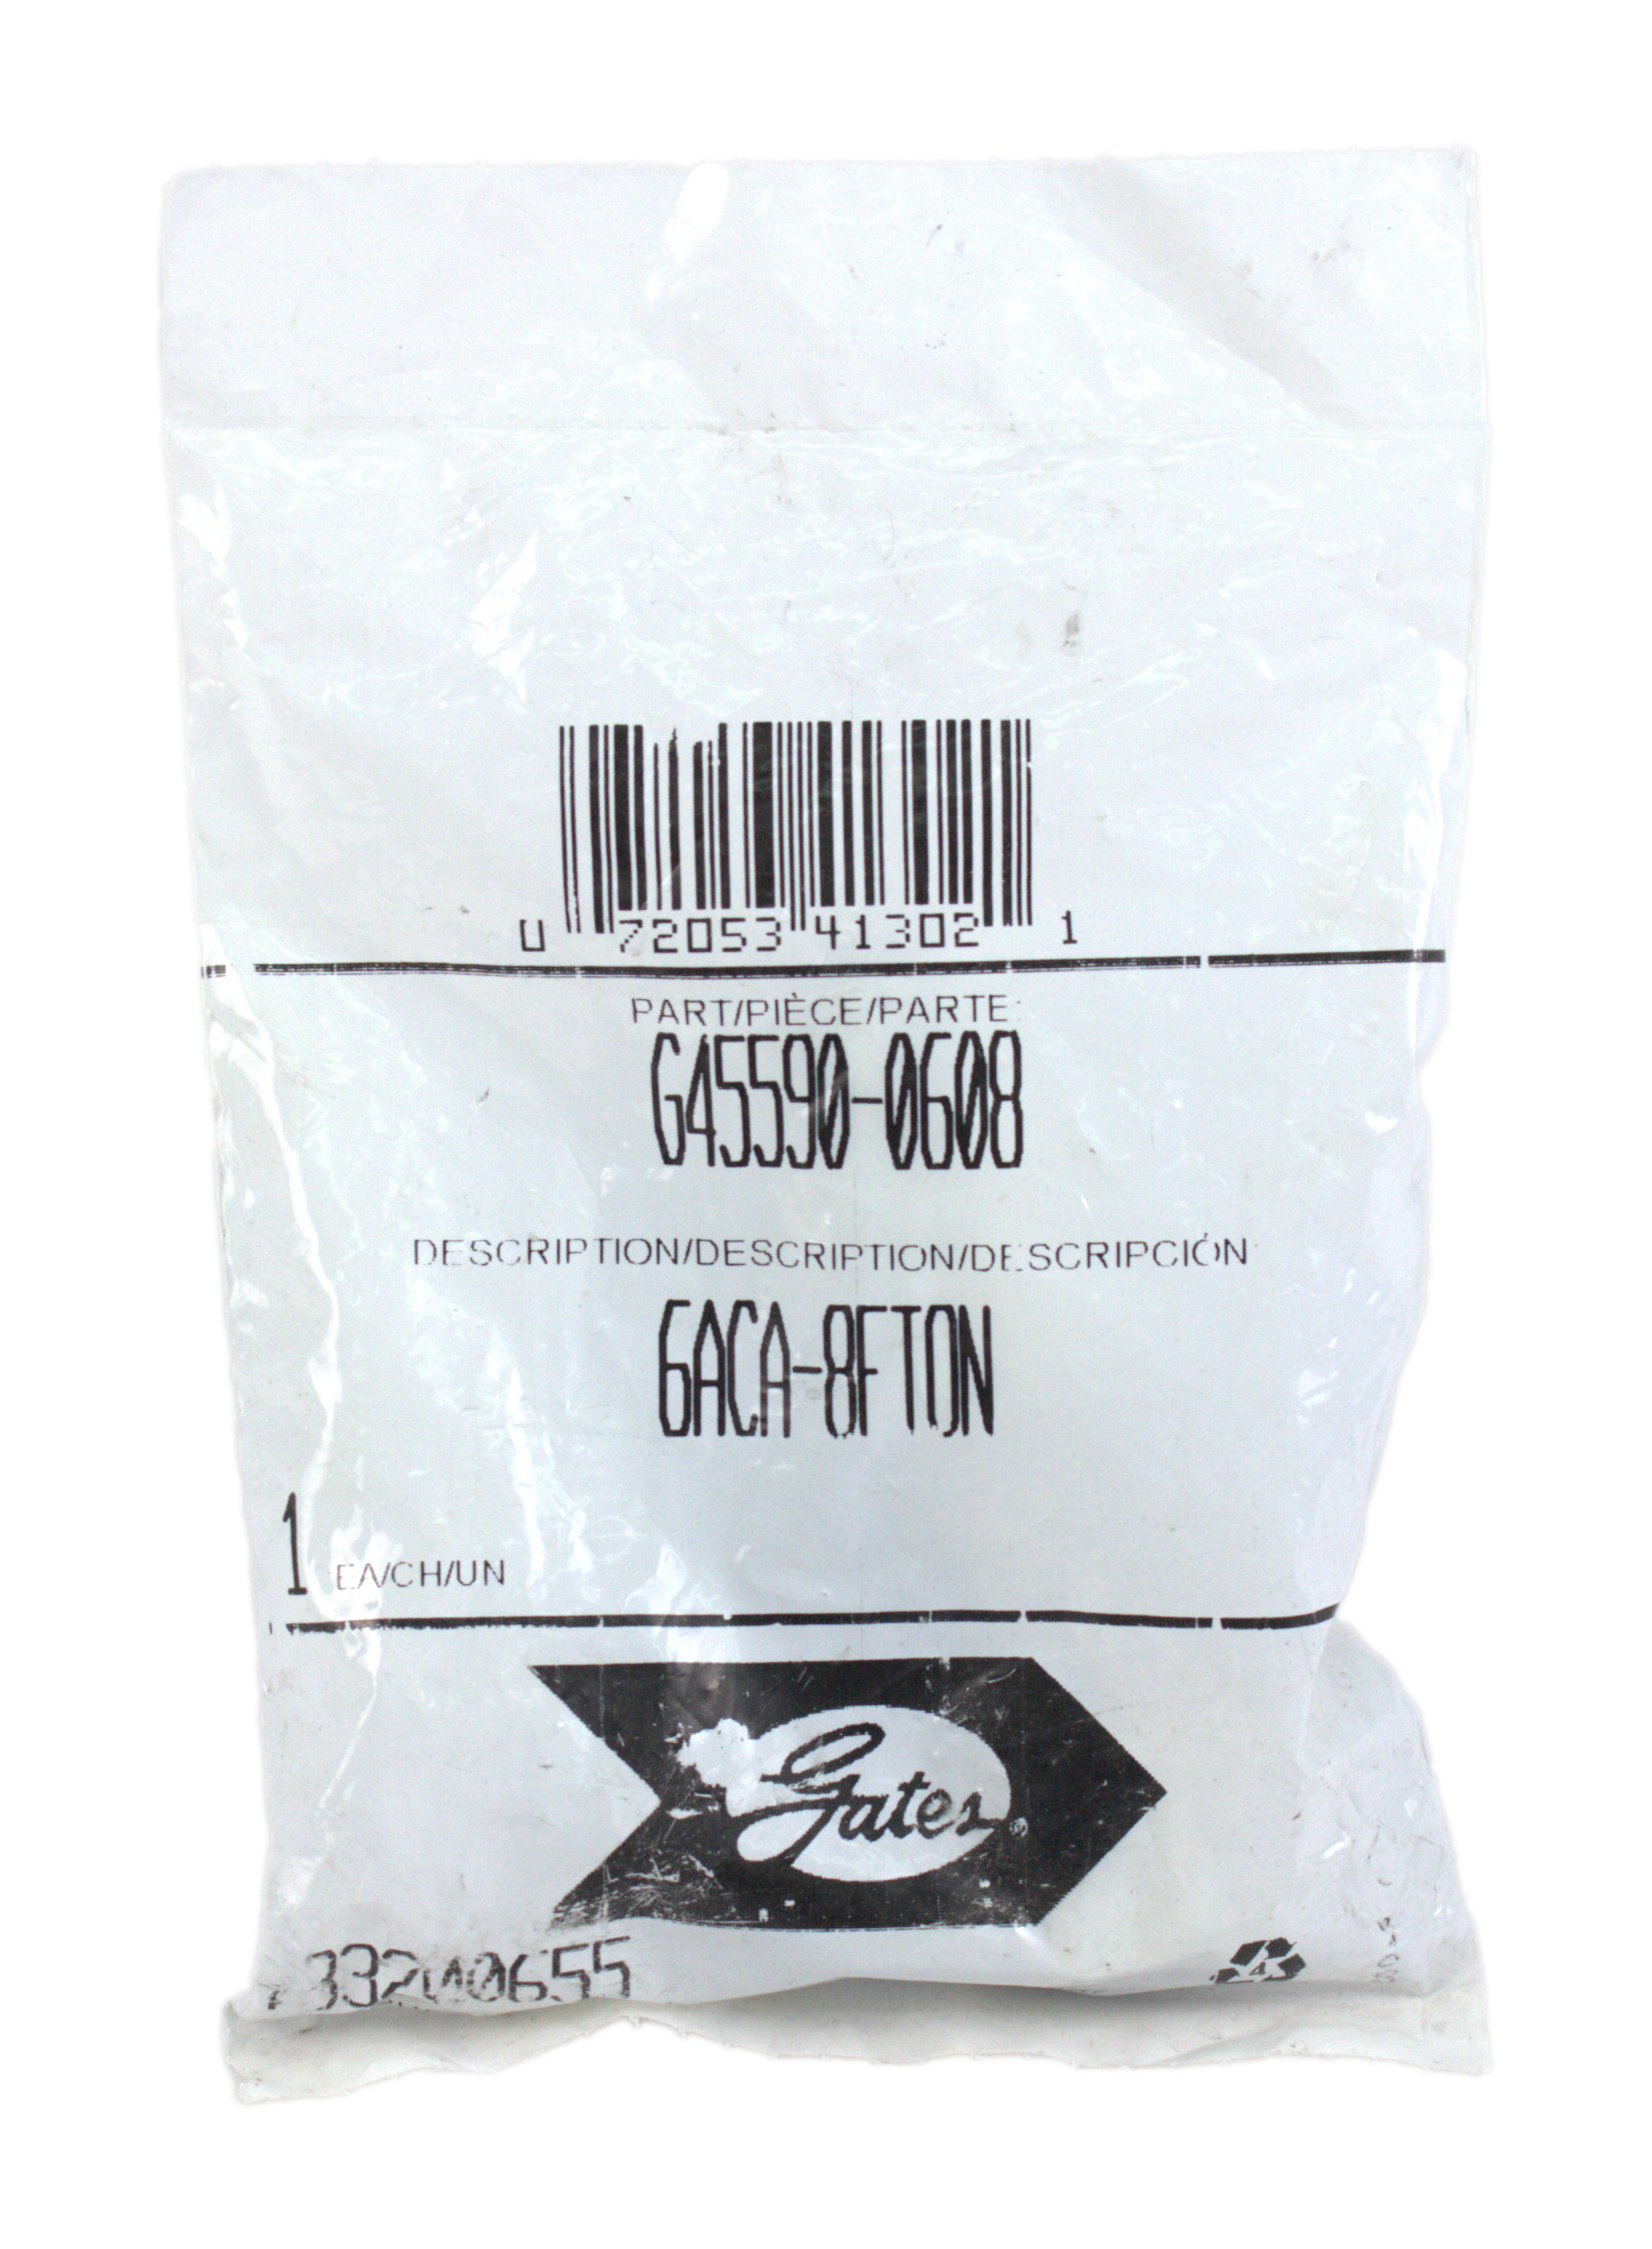 U 72053 41302 1
PART/PIÈCE/PARTE:
G45590-0608
DESCRIPTION/DESCRIPTION/DESCRIPCIÓN:
6ACA-8FTON
1 EA/CH/UN
Gates®
33200655
4